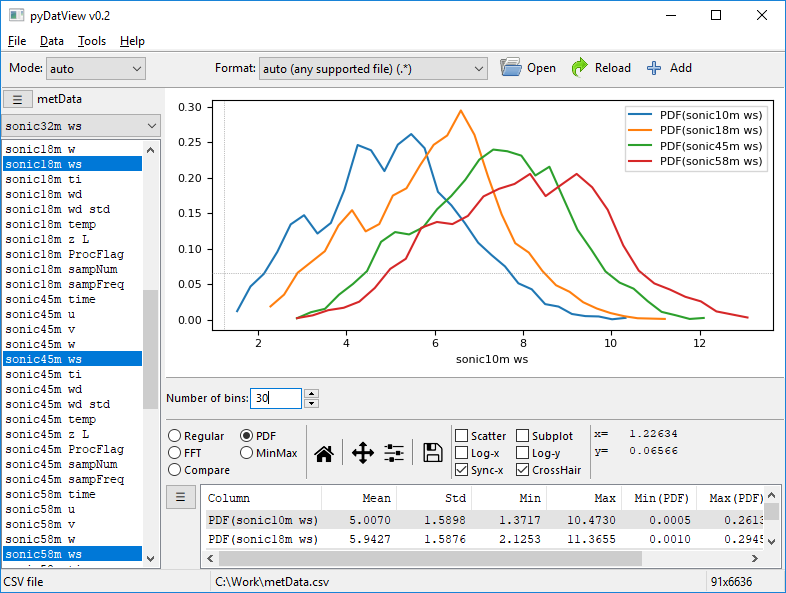 pyDatView v0.2
File Data Tools Help
Mode: auto Format: auto (any supported file) (.*) Open Reload Add
metData
sonic32m ws
sonic18m w
sonic18m ws
sonic18m ti
sonic18m wd
sonic18m wd std
sonic18m temp
sonic18m z L
sonic18m ProcFlag
sonic18m sampNum
sonic18m sampFreq
sonic45m time
sonic45m u
sonic45m v
sonic45m w
sonic45m ws
sonic45m ti
sonic45m wd
sonic45m wd std
sonic45m temp
sonic45m z L
sonic45m ProcFlag
sonic45m sampNum
sonic45m sampFreq
sonic58m time
sonic58m u
sonic58m v
sonic58m w
sonic58m ws
0.30
0.25
0.20
0.15
0.10
0.05
0.00
PDF(sonic10m ws)
PDF(sonic18m ws)
PDF(sonic45m ws)
PDF(sonic58m ws)
2 4 6 8 10 12
sonic10m ws
Number of bins: 30
Regular PDF
FFT MinMax
Compare
Scatter Subplot
Log-x Log-y
Sync-x CrossHair
x= 1.22634
y= 0.06566
Column Mean Std Min Max Min(PDF) Max(PDF)
PDF(sonic10m ws) 5.0070 1.5898 1.3717 10.4730 0.0005 0.2613
PDF(sonic18m ws) 5.9427 1.5876 2.1253 11.3655 0.0010 0.2945
CSV file C:\Work\metData.csv 91x6636